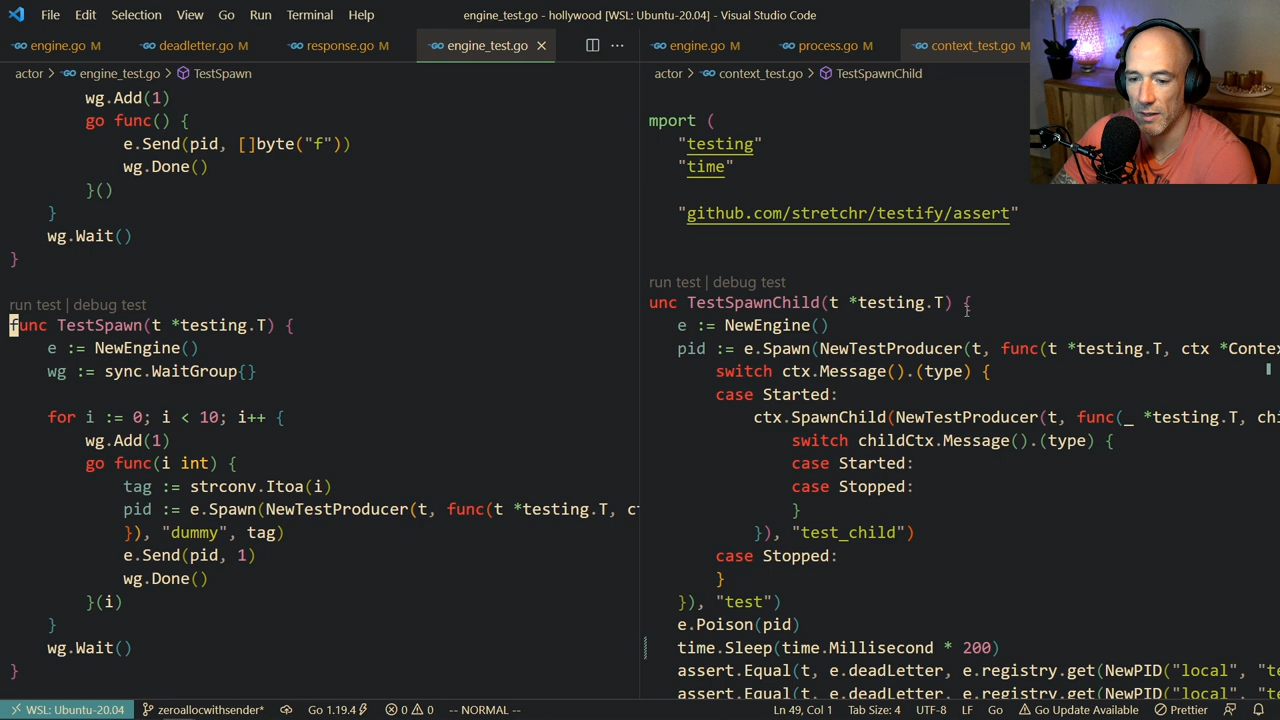 File Edit Selection View Go Run Terminal Help
engine_test.go - hollywood [WSL: Ubuntu-20.04] - Visual Studio Code
engine.go M deadletter.go M response.go M engine_test.go
actor > engine_test.go > TestSpawn
wg.Add(1)
go func() {
e.Send(pid, []byte("f"))
wg.Done()
}()
}
wg.Wait()
}
run test | debug test
func TestSpawn(t *testing.T) {
e := NewEngine()
wg := sync.WaitGroup{}
for i := 0; i < 10; i++ {
wg.Add(1)
go func(i int) {
tag := strconv.Itoa(i)
pid := e.Spawn(NewTestProducer(t, func(t *testing.T, ct
}), "dummy", tag)
e.Send(pid, 1)
wg.Done()
}(i)
}
wg.Wait()
}
engine.go M process.go M context_test.go M
actor > context_test.go > TestSpawnChild
mport (
"testing"
"time"
"github.com/stretchr/testify/assert"
run test | debug test
unc TestSpawnChild(t *testing.T) {
e := NewEngine()
pid := e.Spawn(NewTestProducer(t, func(t *testing.T, ctx *Conte
switch ctx.Message().(type) {
case Started:
ctx.SpawnChild(NewTestProducer(t, func(_ *testing.T, chi
switch childCtx.Message().(type) {
case Started:
case Stopped:
}
}), "test_child")
case Stopped:
}
}), "test")
e.Poison(pid)
time.Sleep(time.Millisecond * 200)
assert.Equal(t, e.deadLetter, e.registry.get(NewPID("local", "te
assert.Equal(t, e.deadLetter, e.registry.get(NewPID("local", "te
WSL: Ubuntu-20.04 zeroallocwithsender* Go 1.19.4 0 0 -- NORMAL -- Ln 49, Col 1 Tab Size: 4 UTF-8 LF Go Go Update Available Prettier